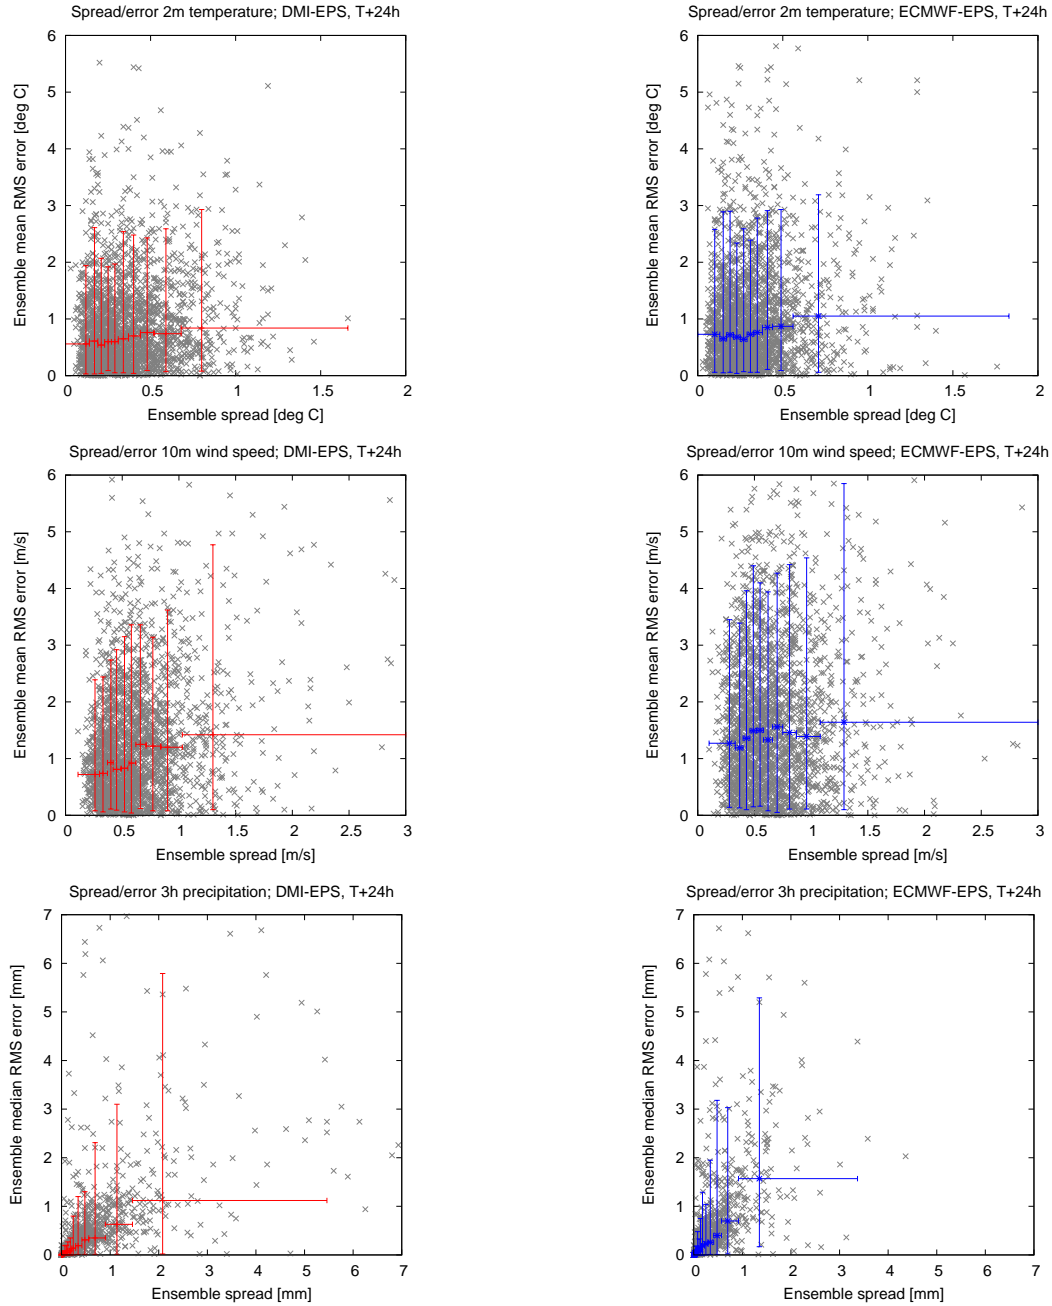 Spread/error 2m temperature; DMI-EPS, T+24h
Ensemble mean RMS error [deg C]
6
5
4
3
2
1
0
0 0.5 1 1.5 2
Ensemble spread [deg C]
Spread/error 2m temperature; ECMWF-EPS, T+24h
Ensemble mean RMS error [deg C]
6
5
4
3
2
1
0
0 0.5 1 1.5 2
Ensemble spread [deg C]
Spread/error 10m wind speed; DMI-EPS, T+24h
Ensemble mean RMS error [m/s]
6
5
4
3
2
1
0
0 0.5 1 1.5 2 2.5 3
Ensemble spread [m/s]
Spread/error 10m wind speed; ECMWF-EPS, T+24h
Ensemble mean RMS error [m/s]
6
5
4
3
2
1
0
0 0.5 1 1.5 2 2.5 3
Ensemble spread [m/s]
Spread/error 3h precipitation; DMI-EPS, T+24h
Ensemble median RMS error [mm]
7
6
5
4
3
2
1
0
0 1 2 3 4 5 6 7
Ensemble spread [mm]
Spread/error 3h precipitation; ECMWF-EPS, T+24h
Ensemble median RMS error [mm]
7
6
5
4
3
2
1
0
0 1 2 3 4 5 6 7
Ensemble spread [mm]